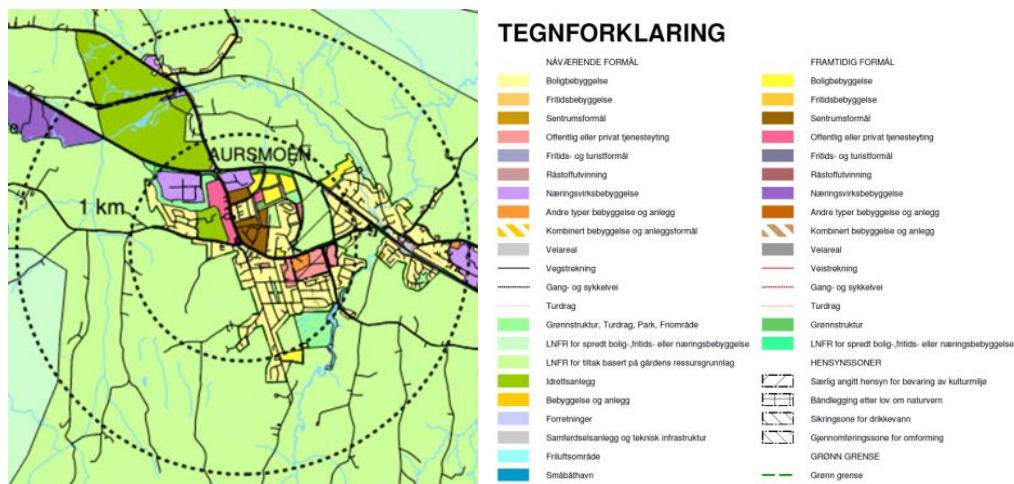 AURSMOEN
1 km
TEGNFORKLARING
NÅVÆRENDE FORMÅL
Boligbebyggelse
Fritidsbebyggelse
Sentrumsformål
Offentlig eller privat tjenesteyting
Fritids- og turistformål
Råstoffutvinning
Næringsvirksbebyggelse
Andre typer bebyggelse og anlegg
Kombinert bebyggelse og anleggsformål
Veiareal
Vegstrekning
Gang- og sykkelvei
Turdrag
Grønnstruktur, Turdrag, Park, Friområde
LNFR for spredt bolig-,fritids- eller næringsbebyggelse
LNFR for tiltak basert på gårdens ressursgrunnlag
Idrettsanlegg
Bebyggelse og anlegg
Forretninger
Samferdselsanlegg og teknisk infrastruktur
Friluftsområde
Småbåthavn
FRAMTIDIG FORMÅL
Boligbebyggelse
Fritidsbebyggelse
Sentrumsformål
Offentlig eller privat tjenesteyting
Fritids- og turistformål
Råstoffutvinning
Næringsvirksbebyggelse
Andre typer bebyggelse og anlegg
Kombinert bebyggelse og anlegg
Veiareal
Veistrekning
Gang- og sykkelvei
Turdrag
Grønnstruktur
LNFR for spredt bolig-,fritids- eller næringsbebyggelse
HENSYNSSONER
Særlig angitt hensyn for bevaring av kulturmiljø
Båndlegging etter lov om naturvern
Sikringsone for drikkevann
Gjennomføringssone for omforming
GRØNN GRENSE
Grønn grense